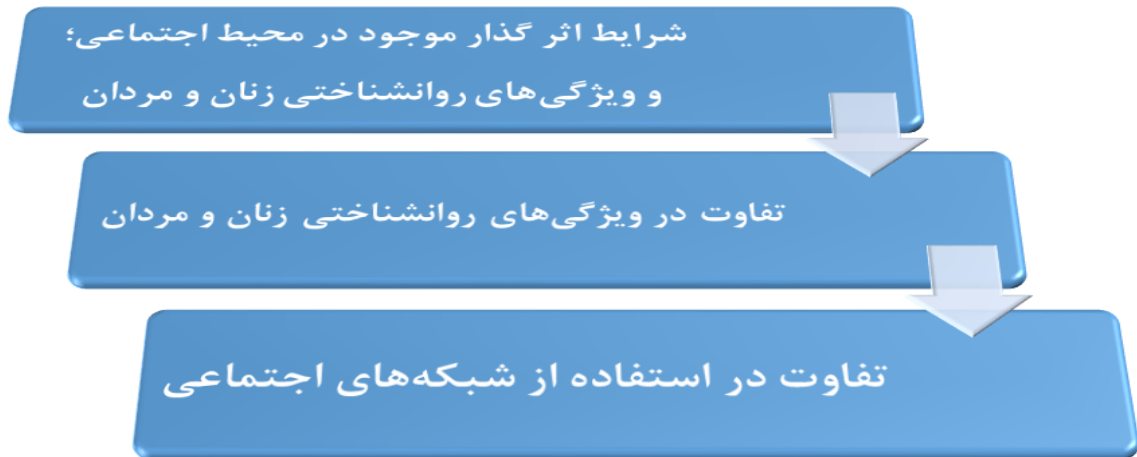 شرایط اثر گذار موجود در محیط اجتماعی؛
و ویژگی‌های روانشناختی زنان و مردان
تفاوت در ویژگی‌های روانشناختی زنان و مردان
تفاوت در استفاده از شبکه‌های اجتماعی